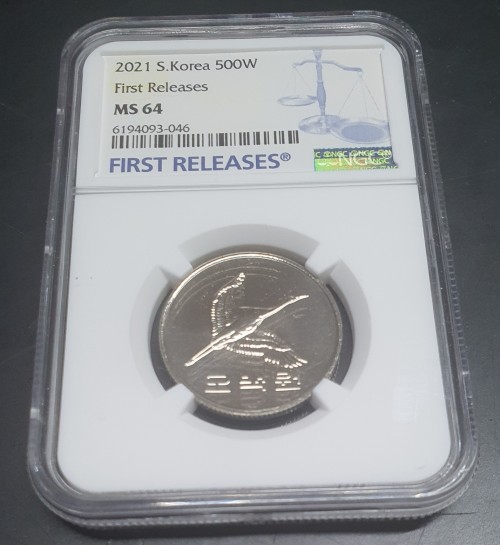 2021 S.Korea 500W
First Releases
MS 64
6194093-046
FIRST RELEASES®
NGC
오백원